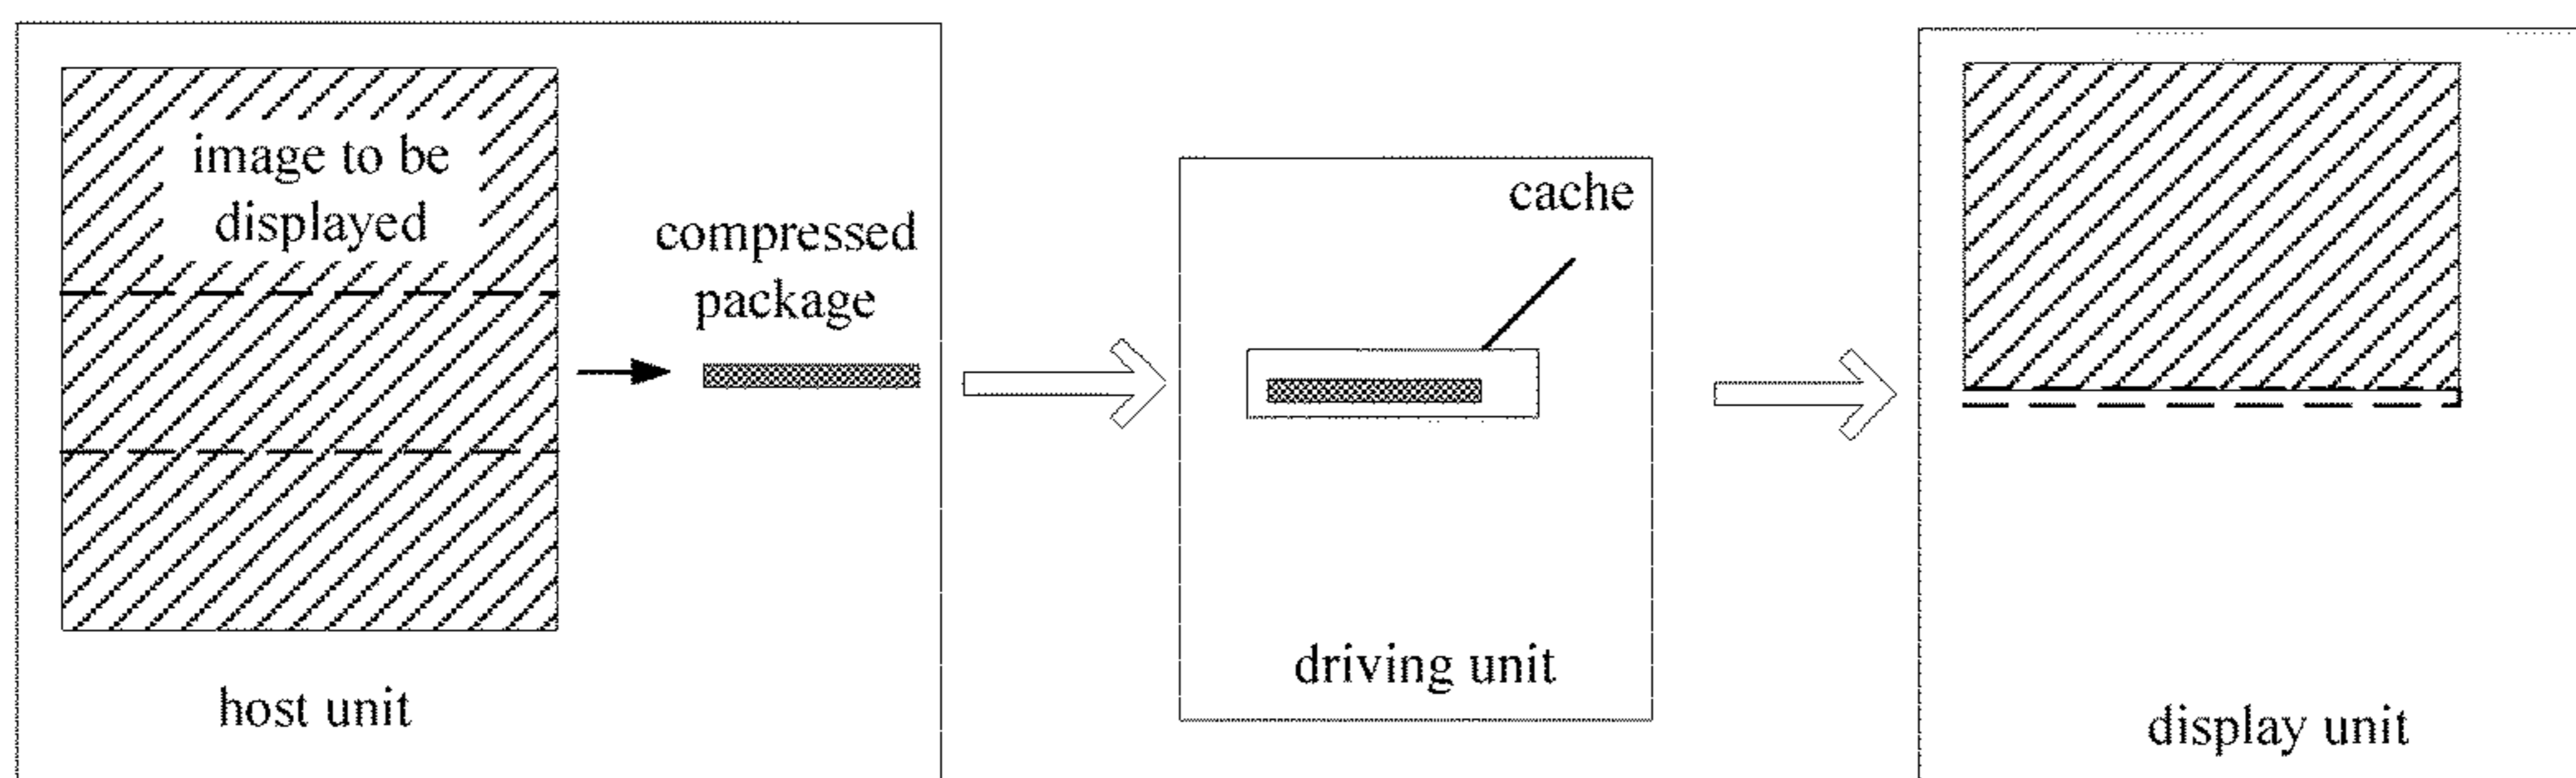 image to be
displayed
compressed
package
host unit
cache
driving unit
display unit